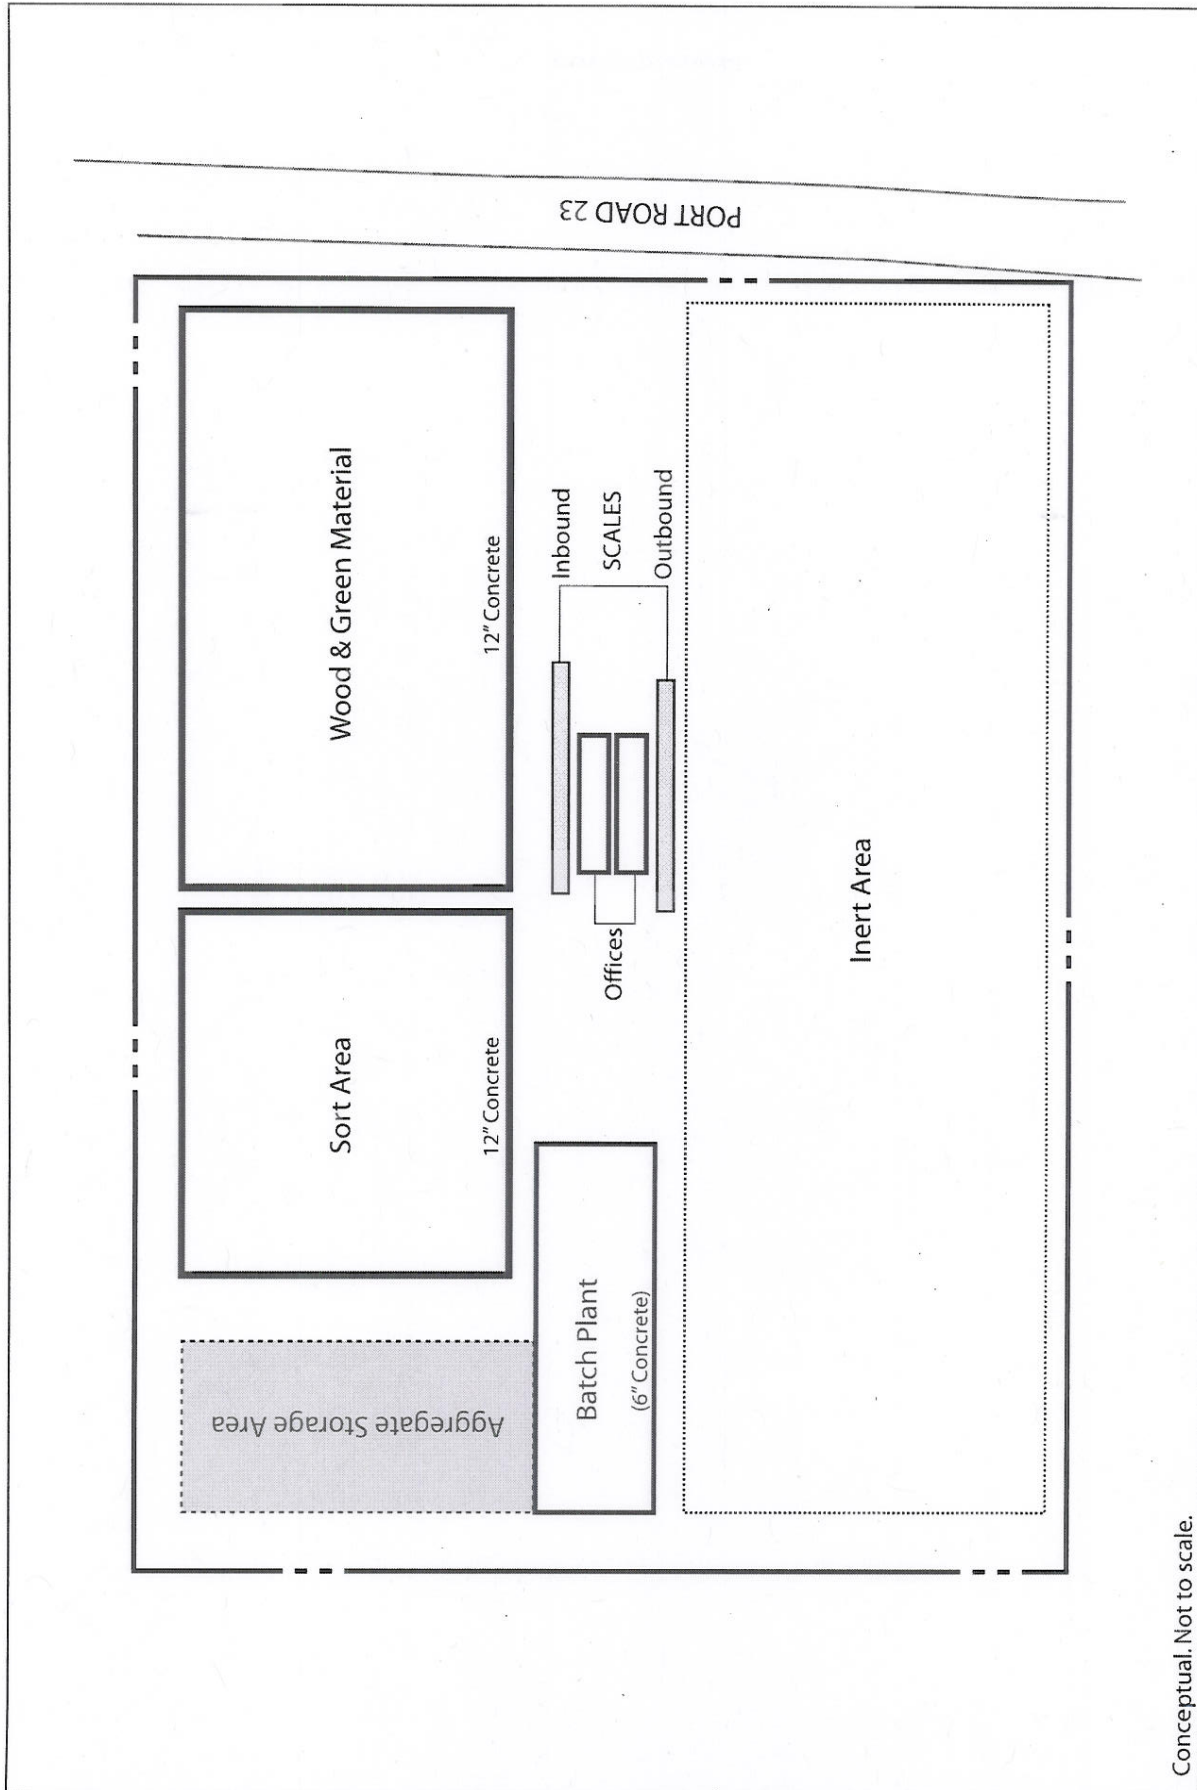 PORT ROAD 23
Wood & Green Material
12" Concrete
Sort Area
12" Concrete
Aggregate Storage Area
Inbound
SCALES
Outbound
Offices
Batch Plant
(6" Concrete)
Inert Area
Conceptual. Not to scale.